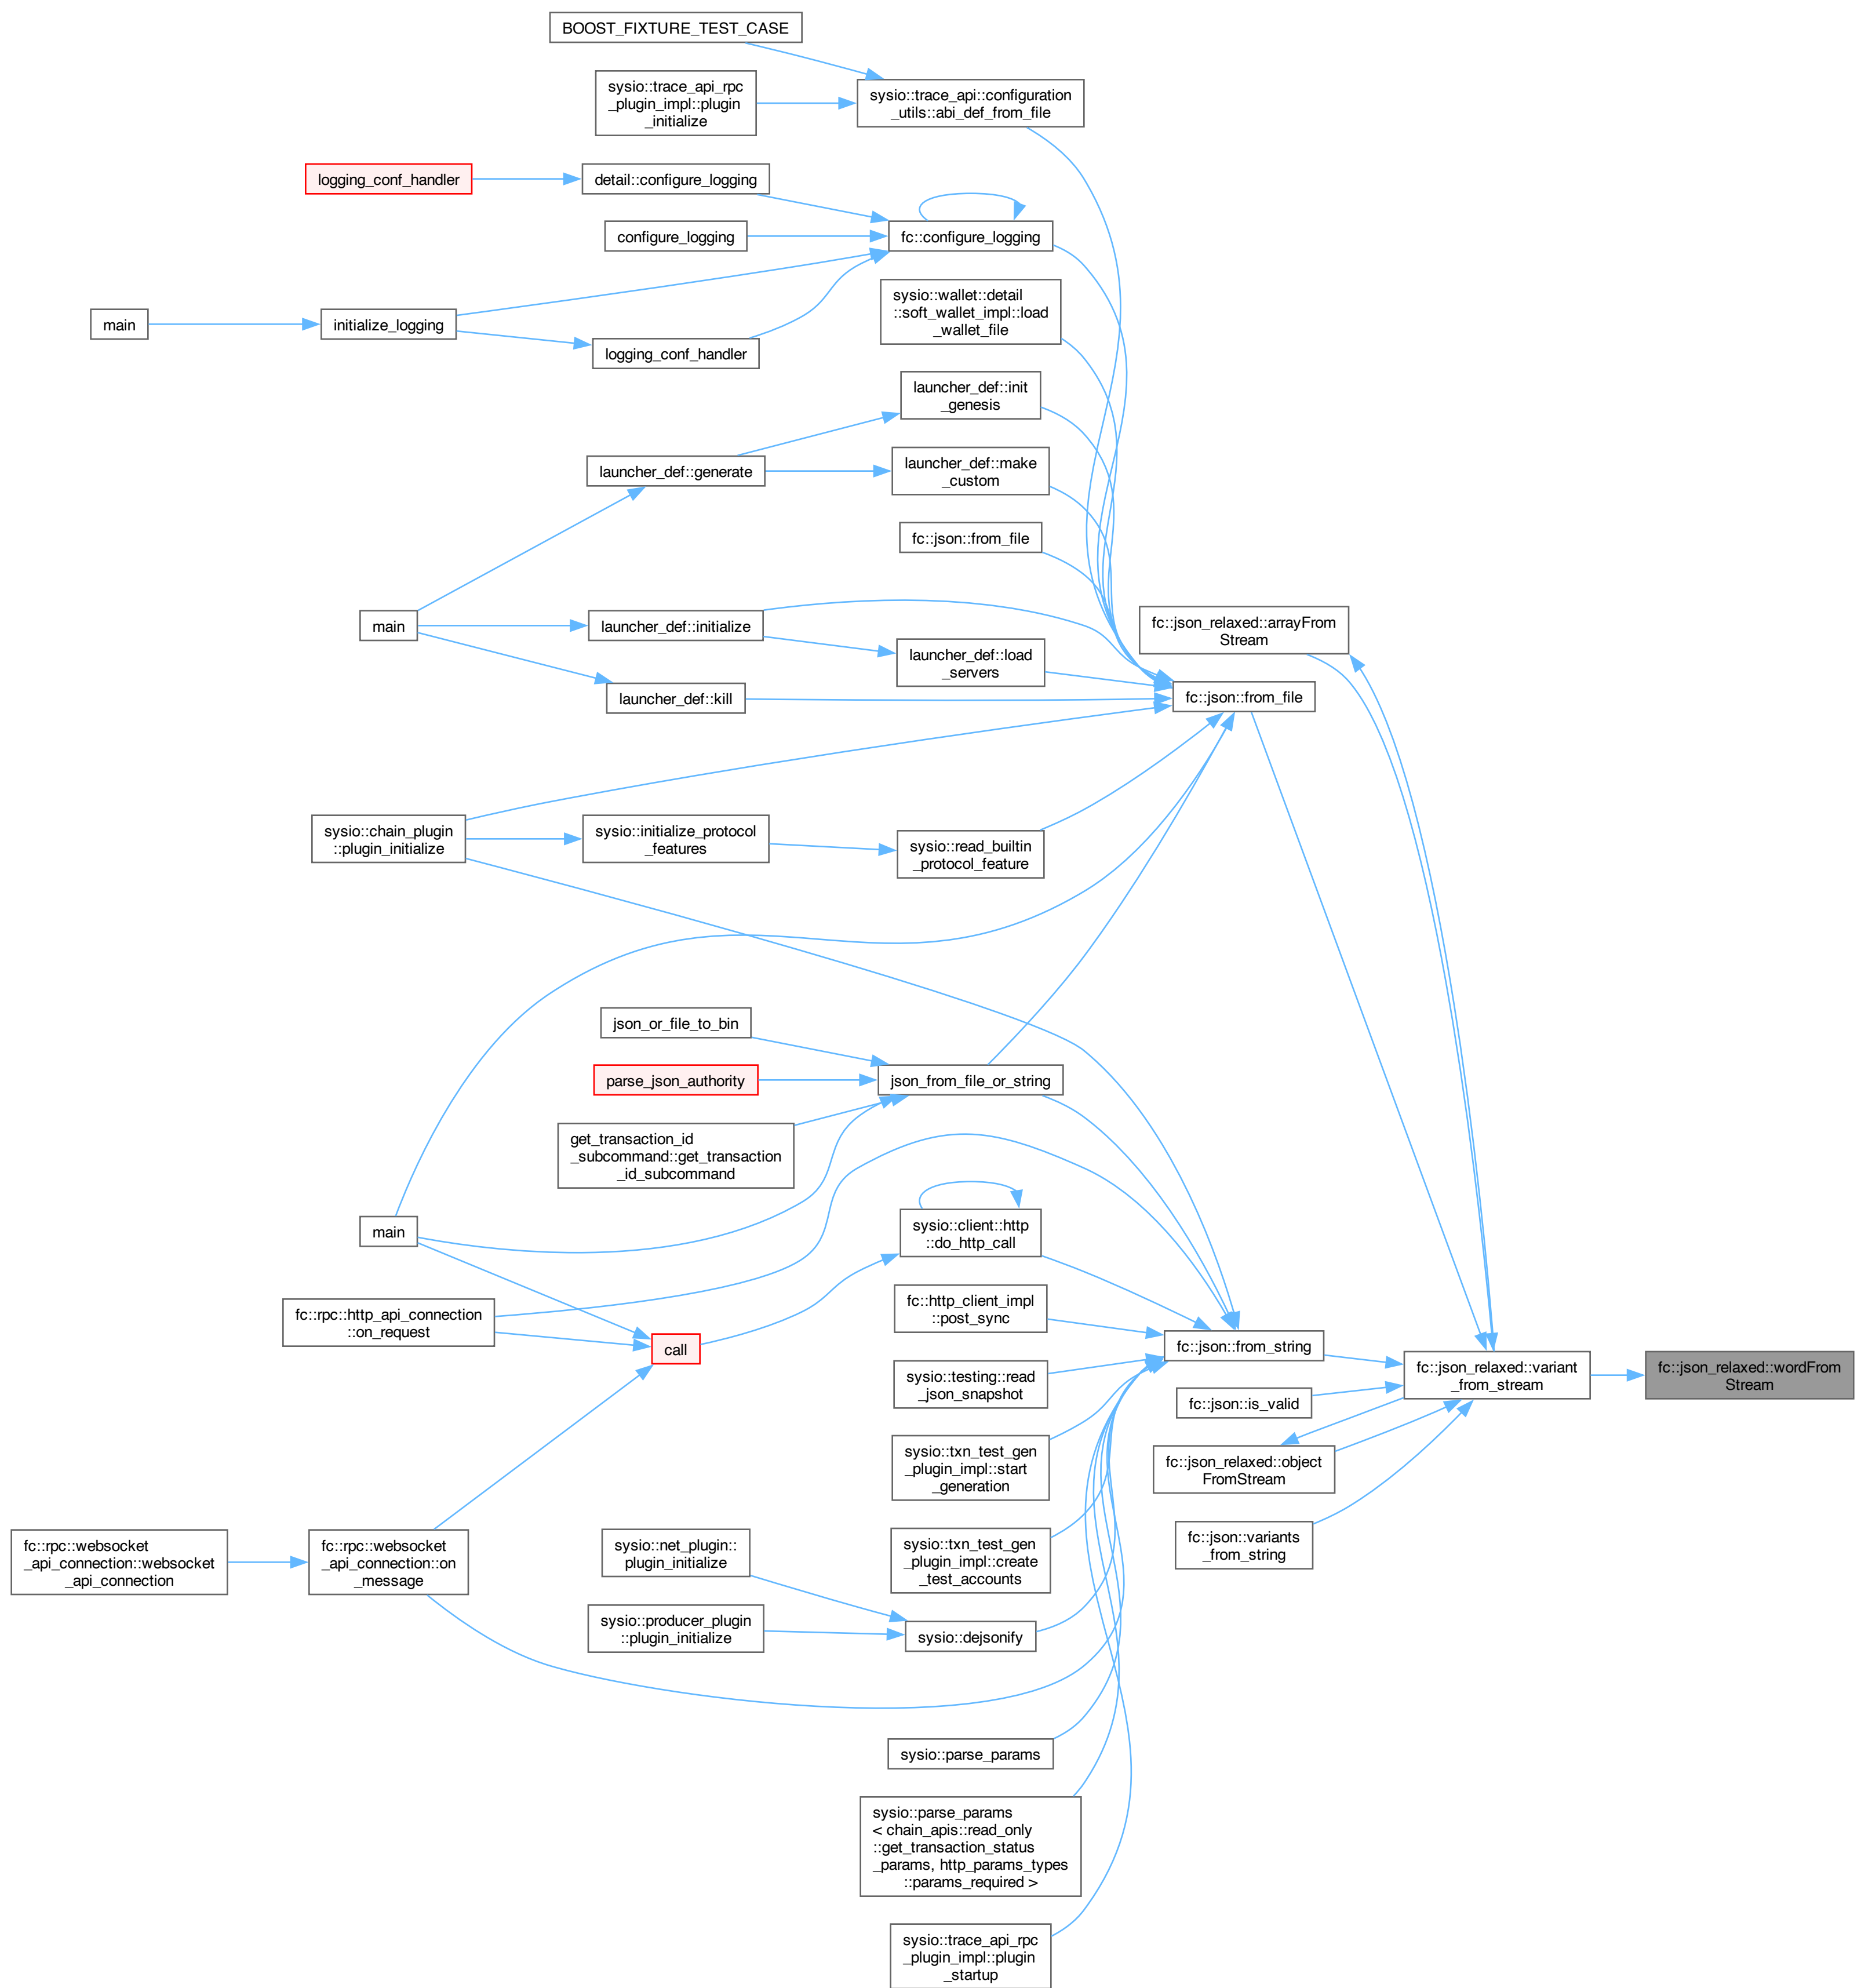 BOOST_FIXTURE_TEST_CASE
sysio::trace_api_rpc
_plugin_impl::plugin
_initialize
sysio::trace_api::configuration
_utils::abi_def_from_file
logging_conf_handler
detail::configure_logging
configure_logging
fc::configure_logging
sysio::wallet::detail
::soft_wallet_impl::load
_wallet_file
main
initialize_logging
logging_conf_handler
launcher_def::init
_genesis
launcher_def::generate
launcher_def::make
_custom
fc::json::from_file
main
launcher_def::initialize
launcher_def::load
_servers
launcher_def::kill
fc::json_relaxed::arrayFrom
Stream
fc::json::from_file
sysio::chain_plugin
::plugin_initialize
sysio::initialize_protocol
_features
sysio::read_builtin
_protocol_feature
json_or_file_to_bin
parse_json_authority
json_from_file_or_string
get_transaction_id
_subcommand::get_transaction
_id_subcommand
main
sysio::client::http
::do_http_call
fc::rpc::http_api_connection
::on_request
call
fc::http_client_impl
::post_sync
fc::json::from_string
sysio::testing::read
_json_snapshot
fc::json::is_valid
fc::json_relaxed::variant
_from_stream
fc::json_relaxed::wordFrom
Stream
sysio::txn_test_gen
_plugin_impl::start
_generation
fc::json_relaxed::object
FromStream
fc::json::variants
_from_string
fc::rpc::websocket
_api_connection::websocket
_api_connection
fc::rpc::websocket
_api_connection::on
_message
sysio::net_plugin::
plugin_initialize
sysio::txn_test_gen
_plugin_impl::create
_test_accounts
sysio::producer_plugin
::plugin_initialize
sysio::dejsonify
sysio::parse_params
sysio::parse_params
< chain_apis::read_only
::get_transaction_status
_params, http_params_types
::params_required >
sysio::trace_api_rpc
_plugin_impl::plugin
_startup